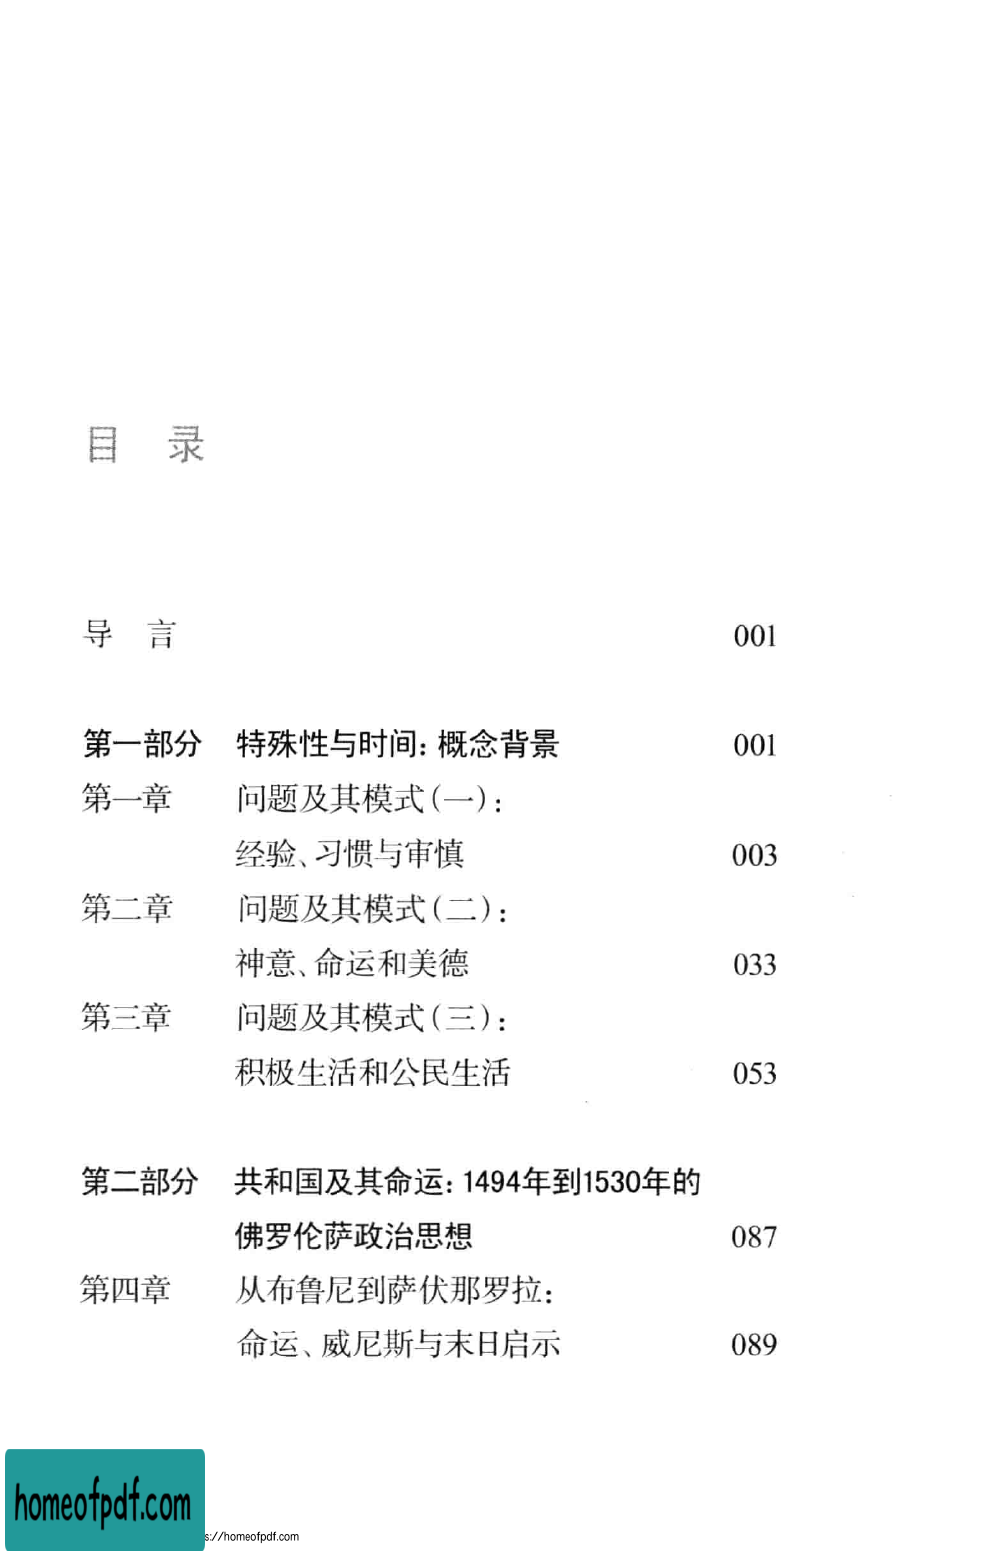 目 录
导 言 001
第一部分 特殊性与时间：概念背景 001
第一章 问题及其模式（一）：
经验、习惯与审慎 003
第二章 问题及其模式（二）：
神意、命运和美德 033
第三章 问题及其模式（三）：
积极生活和公民生活 053
第二部分 共和国及其命运：1494年到1530年的
佛罗伦萨政治思想 087
第四章 从布鲁尼到萨伏那罗拉：
命运、威尼斯与末日启示 089
homeofpdf.com
s://homeofpdf.com